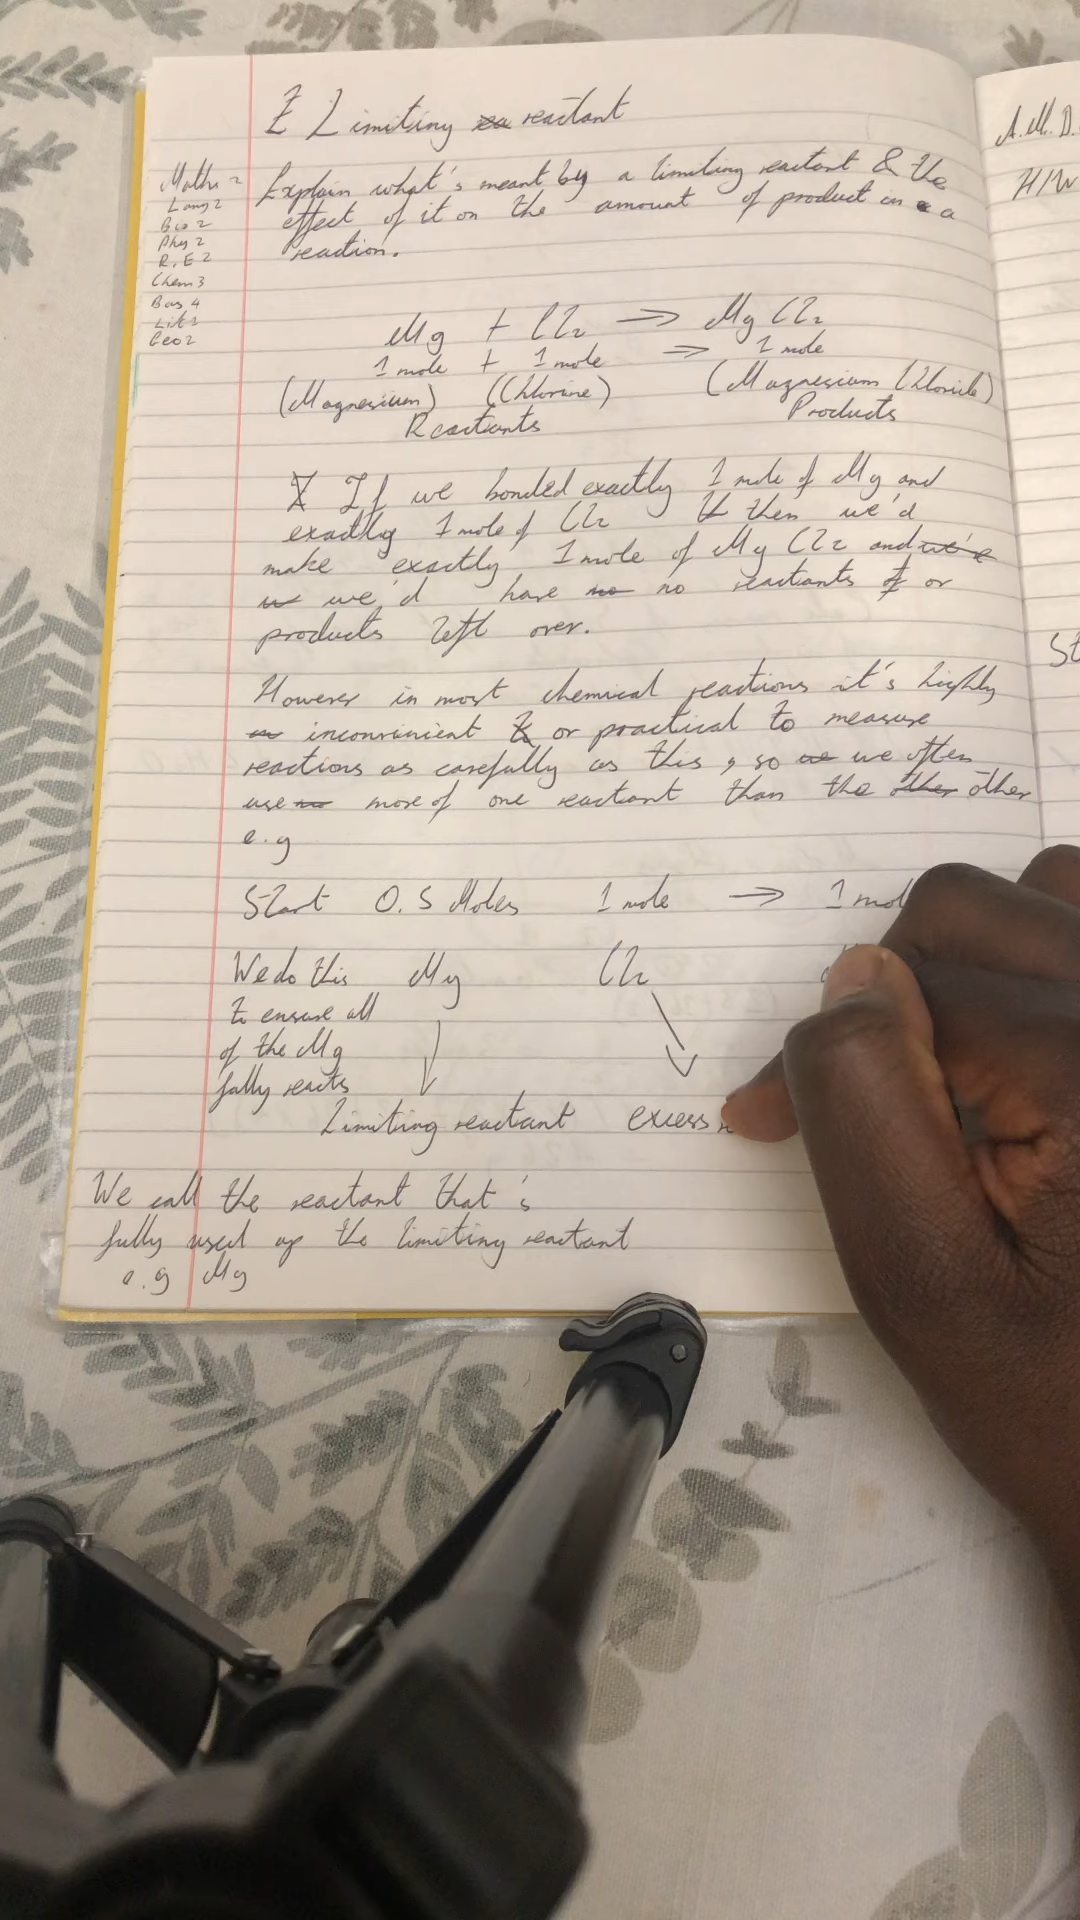 Limiting reactant
Maths 2
Lang 2
Bio 2
Phy 2
R.E 2
Chem 3
Bus 4
Lit 2
Geo 2
Explain what's meant by a limiting reactant & the
effect of it on the amount of product in a
reaction.
Mg + Cl2 → MgCl2
1 mole + 1 mole → 1 mole
(Magnesium) (Chlorine) (Magnesium Chloride)
Reactants Products
If we bonded exactly 1 mole of Mg and
exactly 1 mole of Cl2 then we'd
make exactly 1 mole of MgCl2 and
we'd have no reactants or
products left over.
However in most chemical reactions it's highly
inconvinient or practical to measure
reactions as carefully as this, so we often
use more of one reactant than the other
e.g
Start 0.5 Moles 1 mole → 1 mol
We do this Mg Cl2
to ensure all
of the Mg
fully reacts
Limiting reactant excess
We call the reactant that's
fully used up the limiting reactant
e.g Mg
A.M.D.
H/W
St